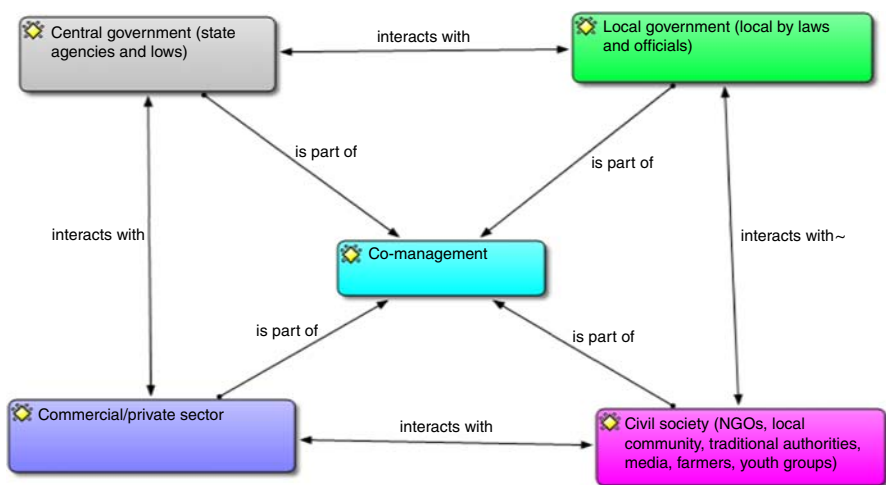 Central government (state
agencies and lows)
interacts with
Local government (local by laws
and officials)
is part of
is part of
interacts with
interacts with~
Co-management
is part of
is part of
Commercial/private sector
interacts with
Civil society (NGOs, local
community, traditional authorities,
media, farmers, youth groups)